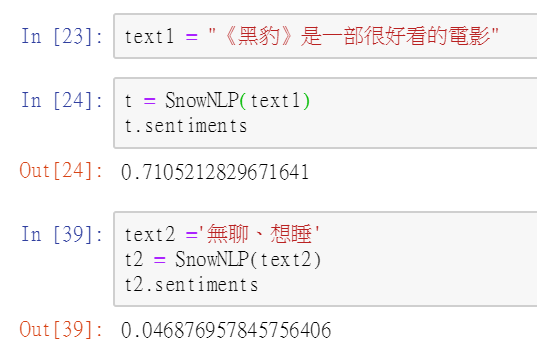 In [23]: text1 = "《黑豹》是一部很好看的電影"
In [24]: t = SnowNLP(text1)
t.sentiments
Out[24]: 0.7105212829671641
In [39]: text2 ='無聊、想睡'
t2 = SnowNLP(text2)
t2.sentiments
Out[39]: 0.046876957845756406